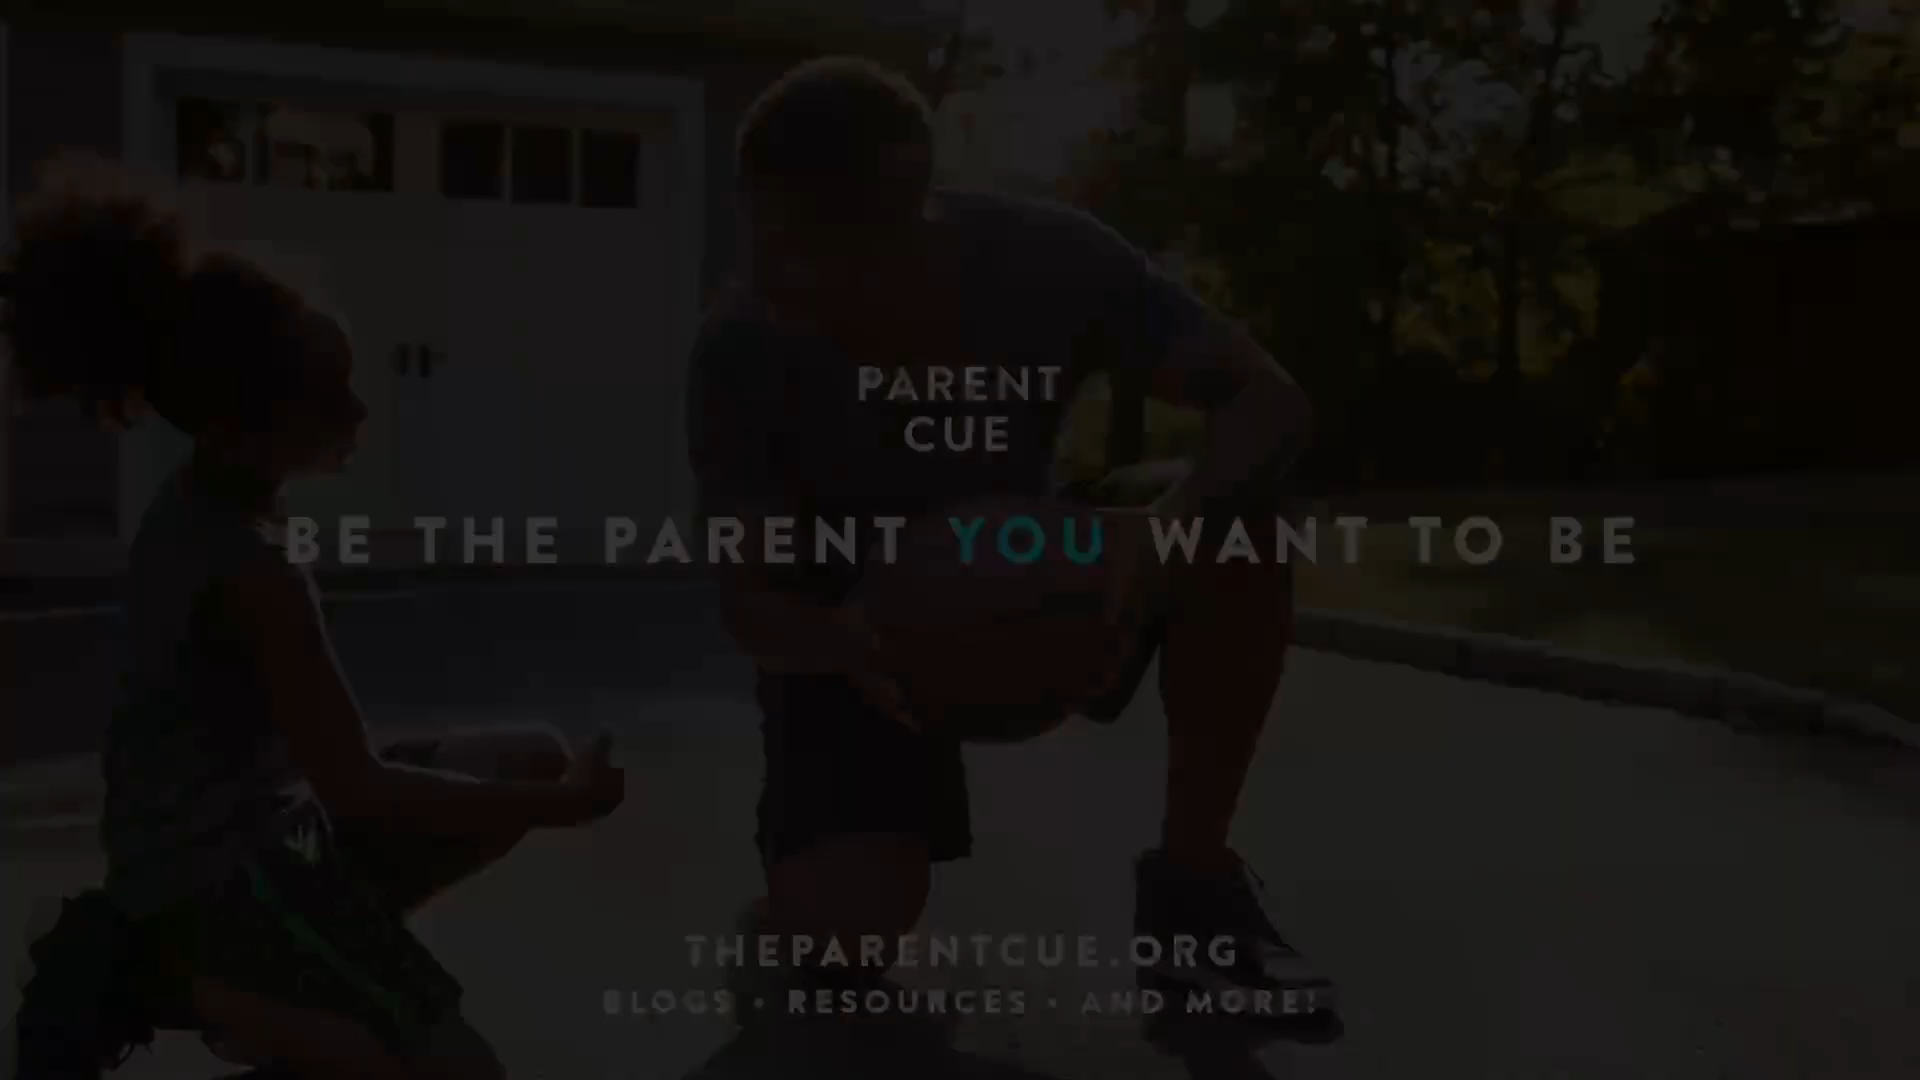 PARENT
CUE
BE THE PARENT YOU WANT TO BE
THEPARENTCUE.ORG
BLOGS • RESOURCES • AND MORE!